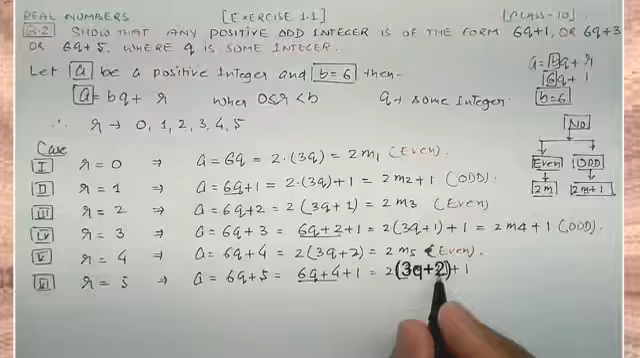 REAL NUMBERS [EXERCISE 1.1] [CLASS-10]
Q.2 SHOW THAT ANY POSITIVE ODD INTEGER IS OF THE FORM 6q+1, OR 6q+3
OR 6q+5. WHERE q IS SOME INTEGER.
Let a be a positive Integer and b=6 then-
a = bq + r when 0≤r<b q → some Integer.
∴ r → 0, 1, 2, 3, 4, 5
a = bq + r
6q + 1
b=6
NO
Even ODD
2m 2m+1
Case
I r = 0 ⇒ a = 6q = 2·(3q) = 2m1 (Even).
II r = 1 ⇒ a = 6q+1 = 2·(3q)+1 = 2m2+1 (ODD).
III r = 2 ⇒ a = 6q+2 = 2(3q+1) = 2m3 (Even)
IV r = 3 ⇒ a = 6q+3 = 6q+2+1 = 2(3q+1)+1 = 2m4+1 (ODD).
V r = 4 ⇒ a = 6q+4 = 2(3q+2) = 2m5 (Even).
VI r = 5 ⇒ a = 6q+5 = 6q+4+1 = 2(3q+2)+1